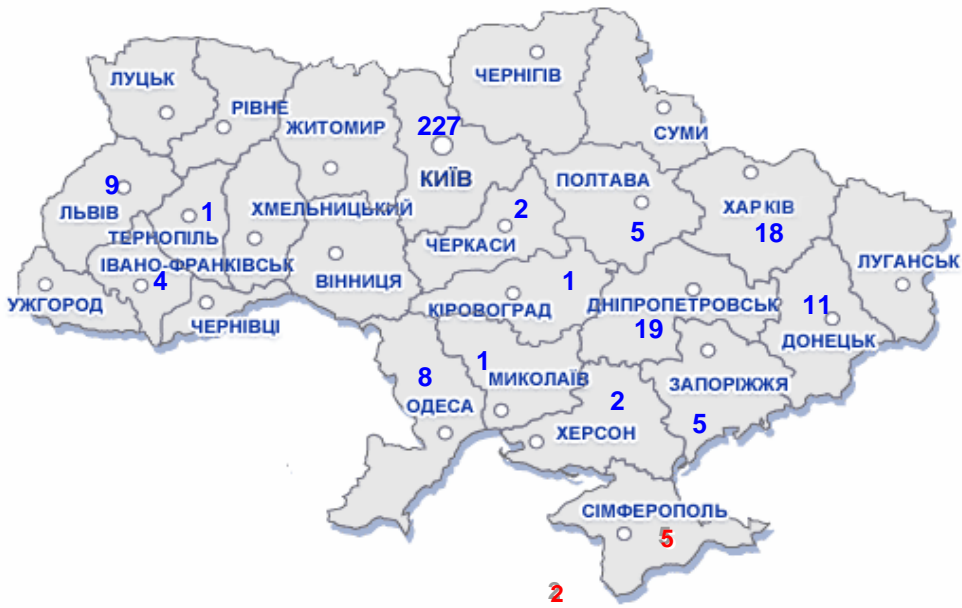 ЧЕРНІГІВ
ЛУЦЬК
РІВНЕ
ЖИТОМИР
227
СУМИ
КИЇВ
ПОЛТАВА
9
ЛЬВІВ
1
ТЕРНОПІЛЬ
ХМЕЛЬНИЦЬКИЙ
2
ЧЕРКАСИ
5
ХАРКІВ
18
ІВАНО-ФРАНКІВСЬК
4
ВІННИЦЯ
ЛУГАНСЬК
УЖГОРОД
ЧЕРНІВЦІ
1
КІРОВОГРАД
ДНІПРОПЕТРОВСЬК
19
11
ДОНЕЦЬК
8
ОДЕСА
1
МИКОЛАЇВ
ЗАПОРІЖЖЯ
5
2
ХЕРСОН
СІМФЕРОПОЛЬ
5
2